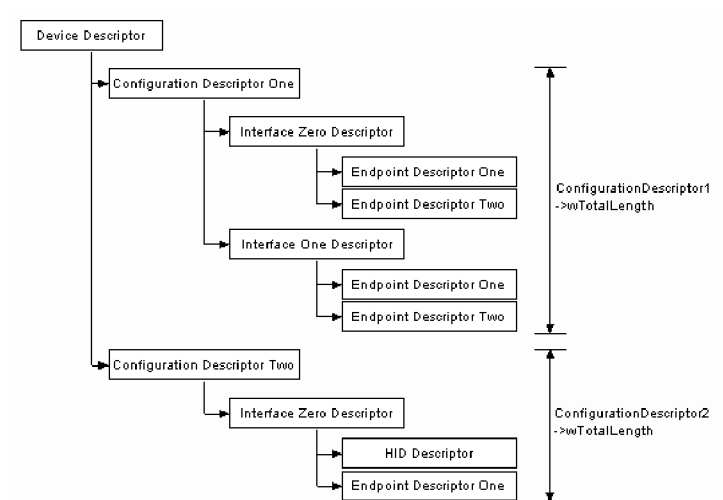 Device Descriptor
Configuration Descriptor One
Interface Zero Descriptor
Endpoint Descriptor One
Endpoint Descriptor Two
Interface One Descriptor
Endpoint Descriptor One
Endpoint Descriptor Two
ConfigurationDescriptor1
->wTotalLength
Configuration Descriptor Two
Interface Zero Descriptor
HID Descriptor
Endpoint Descriptor One
ConfigurationDescriptor2
->wTotalLength